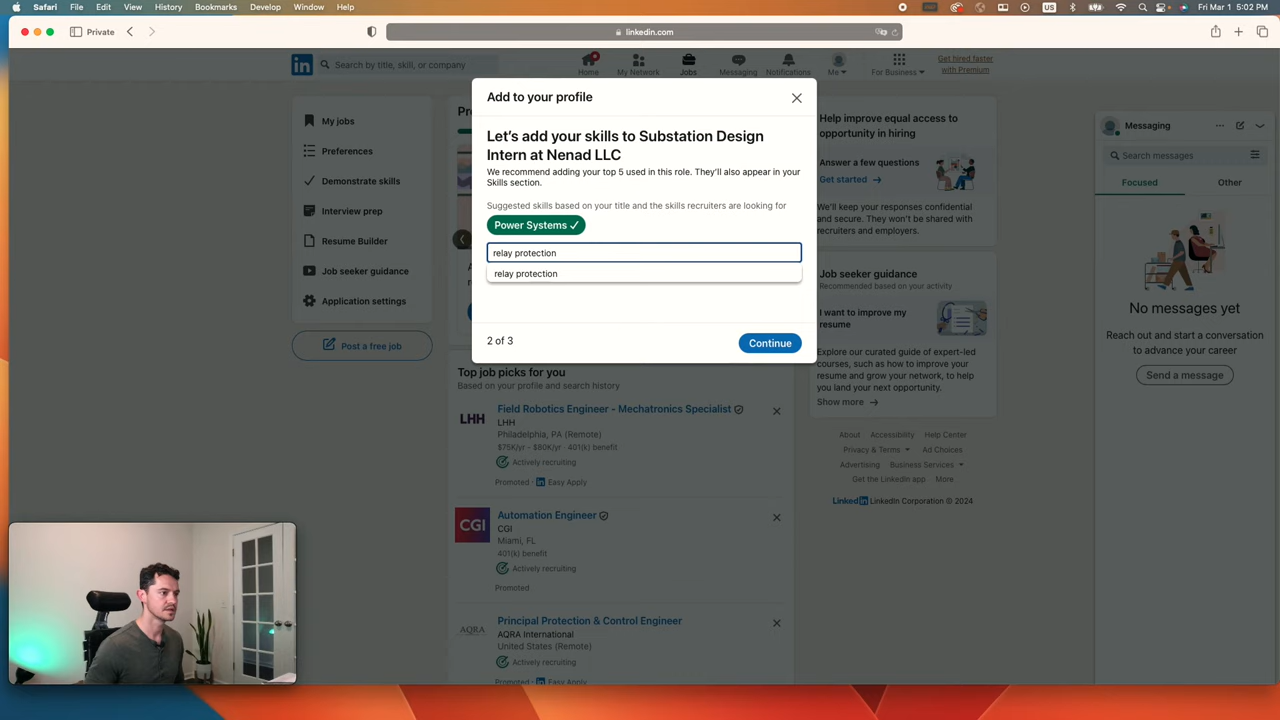 Safari File Edit View History Bookmarks Develop Window Help
US
Fri Mar 1 5:02 PM
Private
linkedin.com
in
Search by title, skill, or company
Home
My Network
Jobs
Messaging
Notifications
Me
For Business
Get hired faster
with Premium
My jobs
Preferences
Demonstrate skills
Interview prep
Resume Builder
Job seeker guidance
Application settings
Post a free job
Add to your profile
Let's add your skills to Substation Design
Intern at Nenad LLC
We recommend adding your top 5 used in this role. They'll also appear in your
Skills section.
Suggested skills based on your title and the skills recruiters are looking for
Power Systems
relay protection
relay protection
2 of 3
Continue
Top job picks for you
Based on your profile and search history
LHH
Field Robotics Engineer - Mechatronics Specialist
LHH
Philadelphia, PA (Remote)
$75K/yr - $80K/yr · 401(k) benefit
Actively recruiting
Promoted · in Easy Apply
CGI
Automation Engineer
CGI
Miami, FL
401(k) benefit
Actively recruiting
Promoted
AQRA
Principal Protection & Control Engineer
AQRA International
United States (Remote)
Actively recruiting
Promoted · in Easy Apply
Help improve equal access to
opportunity in hiring
Answer a few questions
Get started
We'll keep your responses confidential
and secure. They won't be shared with
recruiters and employers.
Job seeker guidance
Recommended based on your activity
I want to improve my
resume
Explore our curated guide of expert-led
courses, such as how to improve your
resume and grow your network, to help
you land your next opportunity.
Show more
About Accessibility Help Center
Privacy & Terms Ad Choices
Advertising Business Services
Get the LinkedIn app More
LinkedIn LinkedIn Corporation © 2024
Messaging
Search messages
Focused Other
No messages yet
Reach out and start a conversation
to advance your career
Send a message